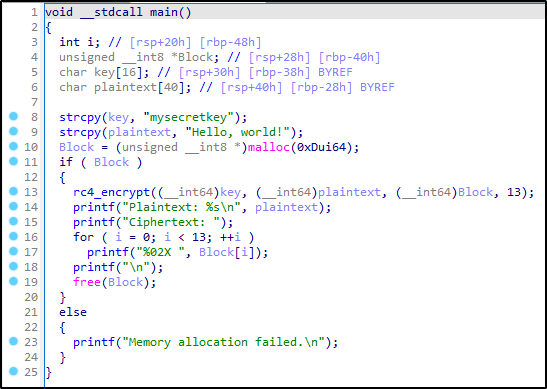 1 void __stdcall main()
2 {
3 int i; // [rsp+20h] [rbp-48h]
4 unsigned __int8 *Block; // [rsp+28h] [rbp-40h]
5 char key[16]; // [rsp+30h] [rbp-38h] BYREF
6 char plaintext[40]; // [rsp+40h] [rbp-28h] BYREF
7
8 strcpy(key, "mysecretkey");
9 strcpy(plaintext, "Hello, world!");
10 Block = (unsigned __int8 *)malloc(0xDui64);
11 if ( Block )
12 {
13 rc4_encrypt((__int64)key, (__int64)plaintext, (__int64)Block, 13);
14 printf("Plaintext: %s\n", plaintext);
15 printf("Ciphertext: ");
16 for ( i = 0; i < 13; ++i )
17 printf("%02X ", Block[i]);
18 printf("\n");
19 free(Block);
20 }
21 else
22 {
23 printf("Memory allocation failed.\n");
24 }
25 }